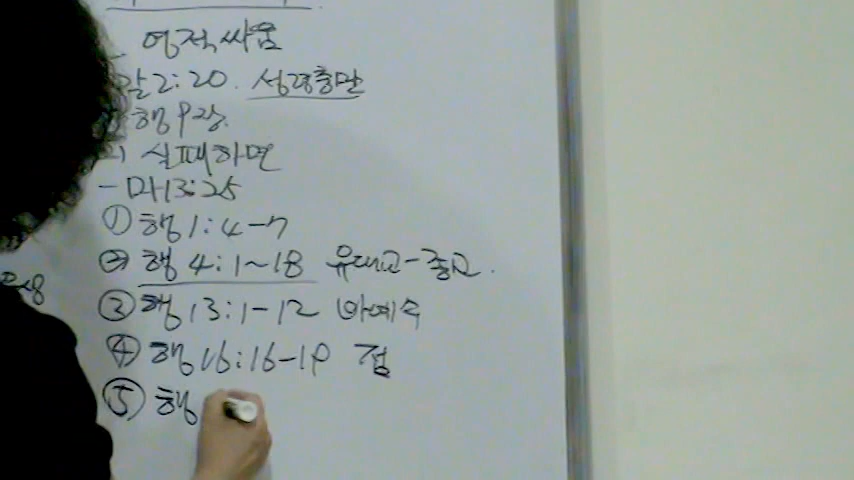 영적싸움
갈2:20. 성령충만
행 9장.
실패하면
- 마13:25
① 행 1:4-7
② 행 4:1~18 유대교-종교.
③ 행 13:1-12 바예수
④ 행 16:16-19 점
⑤ 행